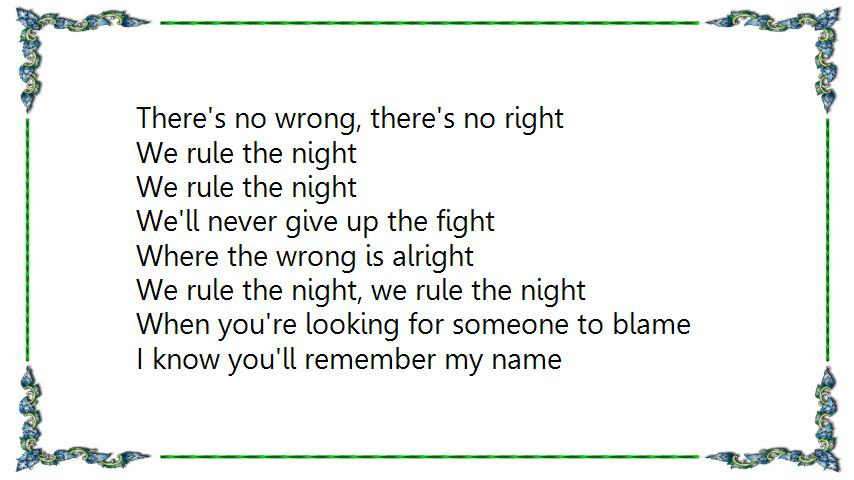 There's no wrong, there's no right
We rule the night
We rule the night
We'll never give up the fight
Where the wrong is alright
We rule the night, we rule the night
When you're looking for someone to blame
I know you'll remember my name